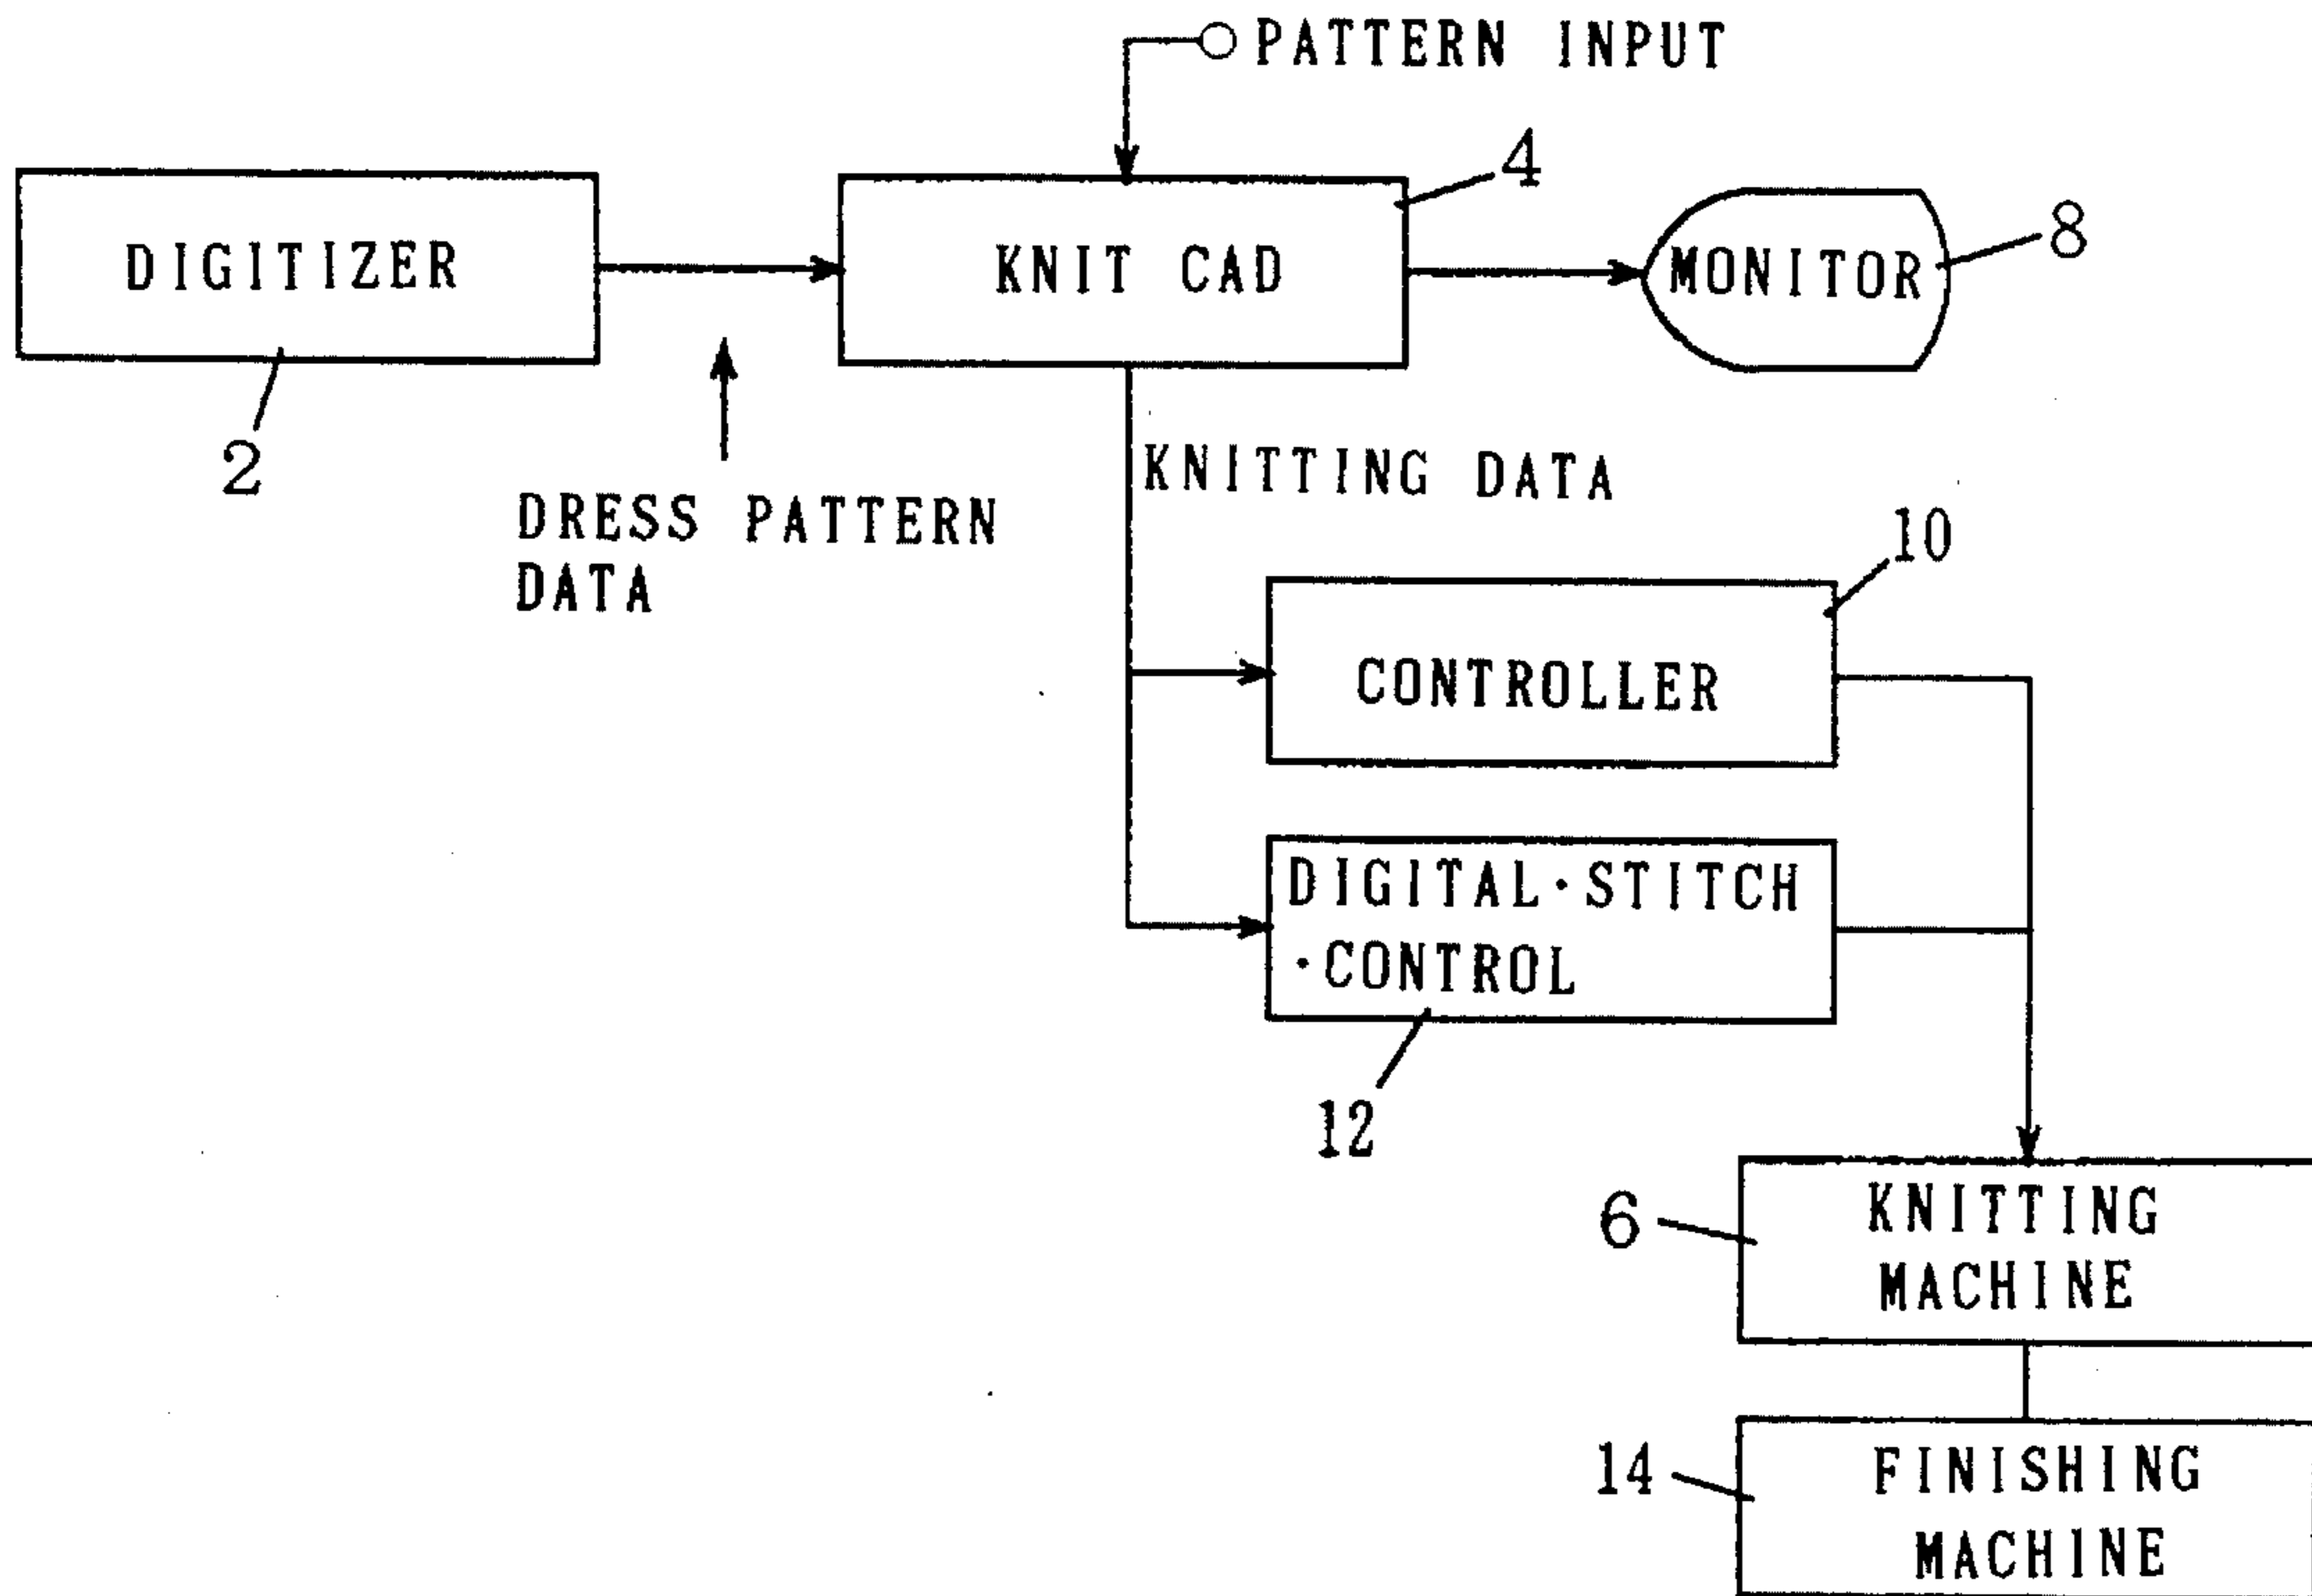 PATTERN INPUT
4
DIGITIZER
KNIT CAD
MONITOR
8
2
DRESS PATTERN
DATA
KNITTING DATA
10
CONTROLLER
DIGITAL・STITCH
・CONTROL
12
6
KNITTING
MACHINE
14
FINISHING
MACHINE